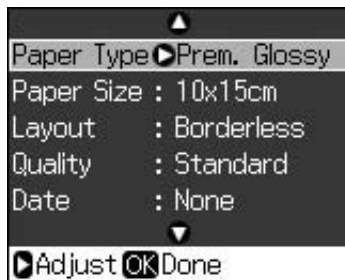 Paper Type Prem. Glossy
Paper Size : 10x15cm
Layout : Borderless
Quality : Standard
Date : None
Adjust OK Done